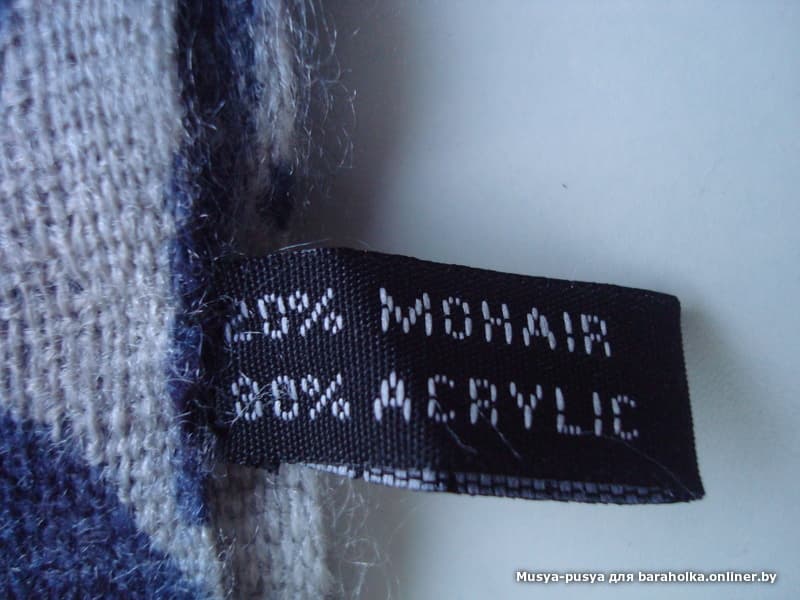 20% MOHAIR
80% ACRYLIC
Musya-pusya для baraholka.onliner.by